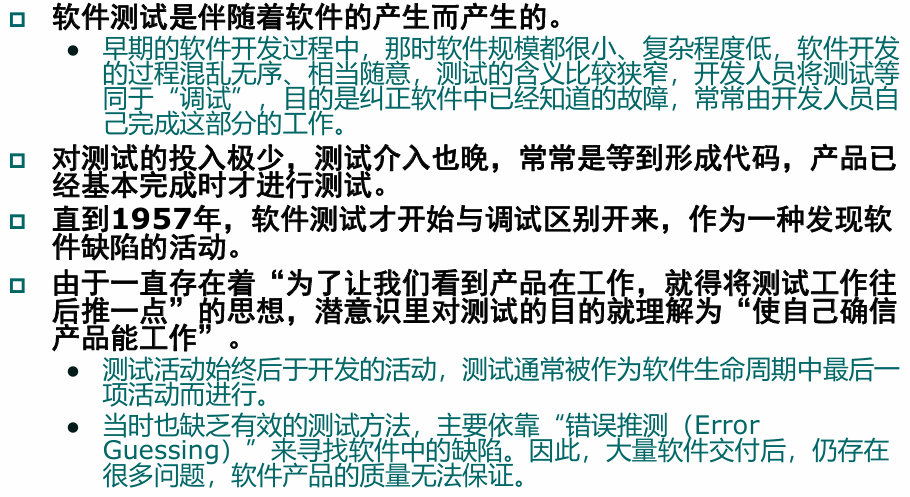 软件测试是伴随着软件的产生而产生的。
早期的软件开发过程中，那时软件规模都很小、复杂程度低，软件开发
的过程混乱无序、相当随意，测试的含义比较狭窄，开发人员将测试等
同于“调试”，目的是纠正软件中已经知道的故障，常常由开发人员自
己完成这部分的工作。
对测试的投入极少，测试介入也晚，常常是等到形成代码，产品已
经基本完成时才进行测试。
直到1957年，软件测试才开始与调试区别开来，作为一种发现软
件缺陷的活动。
由于一直存在着“为了让我们看到产品在工作，就得将测试工作往
后推一点”的思想，潜意识里对测试的目的就理解为“使自己确信
产品能工作”。
测试活动始终后于开发的活动，测试通常被作为软件生命周期中最后一
项活动而进行。
当时也缺乏有效的测试方法，主要依靠“错误推测（Error
Guessing）”来寻找软件中的缺陷。因此，大量软件交付后，仍存在
很多问题，软件产品的质量无法保证。